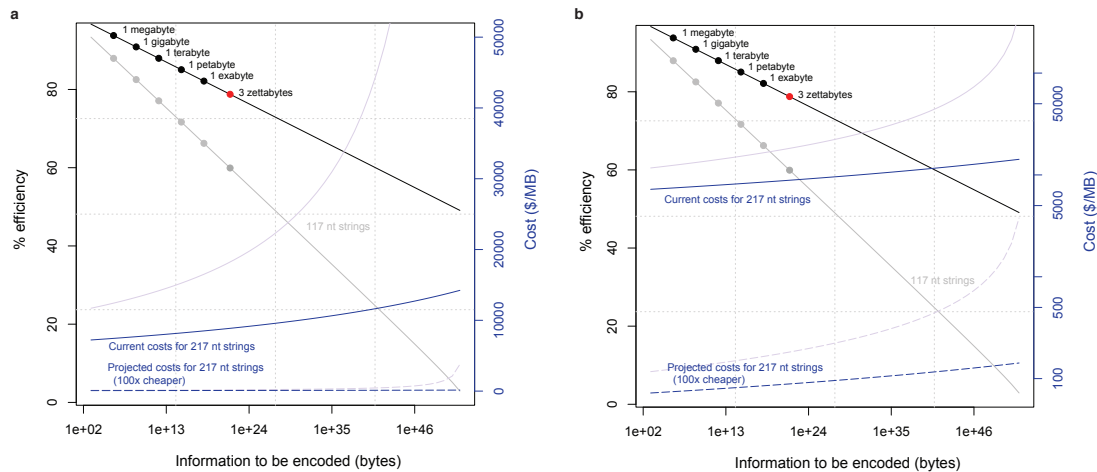 a
1 megabyte
1 gigabyte
1 terabyte
1 petabyte
1 exabyte
3 zettabytes
117 nt strings
Current costs for 217 nt strings
Projected costs for 217 nt strings
(100x cheaper)
% efficiency
0
20
40
60
80
Cost ($/MB)
0
10000
20000
30000
40000
50000
1e+02
1e+13
1e+24
1e+35
1e+46
Information to be encoded (bytes)
b
1 megabyte
1 gigabyte
1 terabyte
1 petabyte
1 exabyte
3 zettabytes
Current costs for 217 nt strings
117 nt strings
Projected costs for 217 nt strings
(100x cheaper)
% efficiency
0
20
40
60
80
Cost ($/MB)
100
500
5000
50000
1e+02
1e+13
1e+24
1e+35
1e+46
Information to be encoded (bytes)